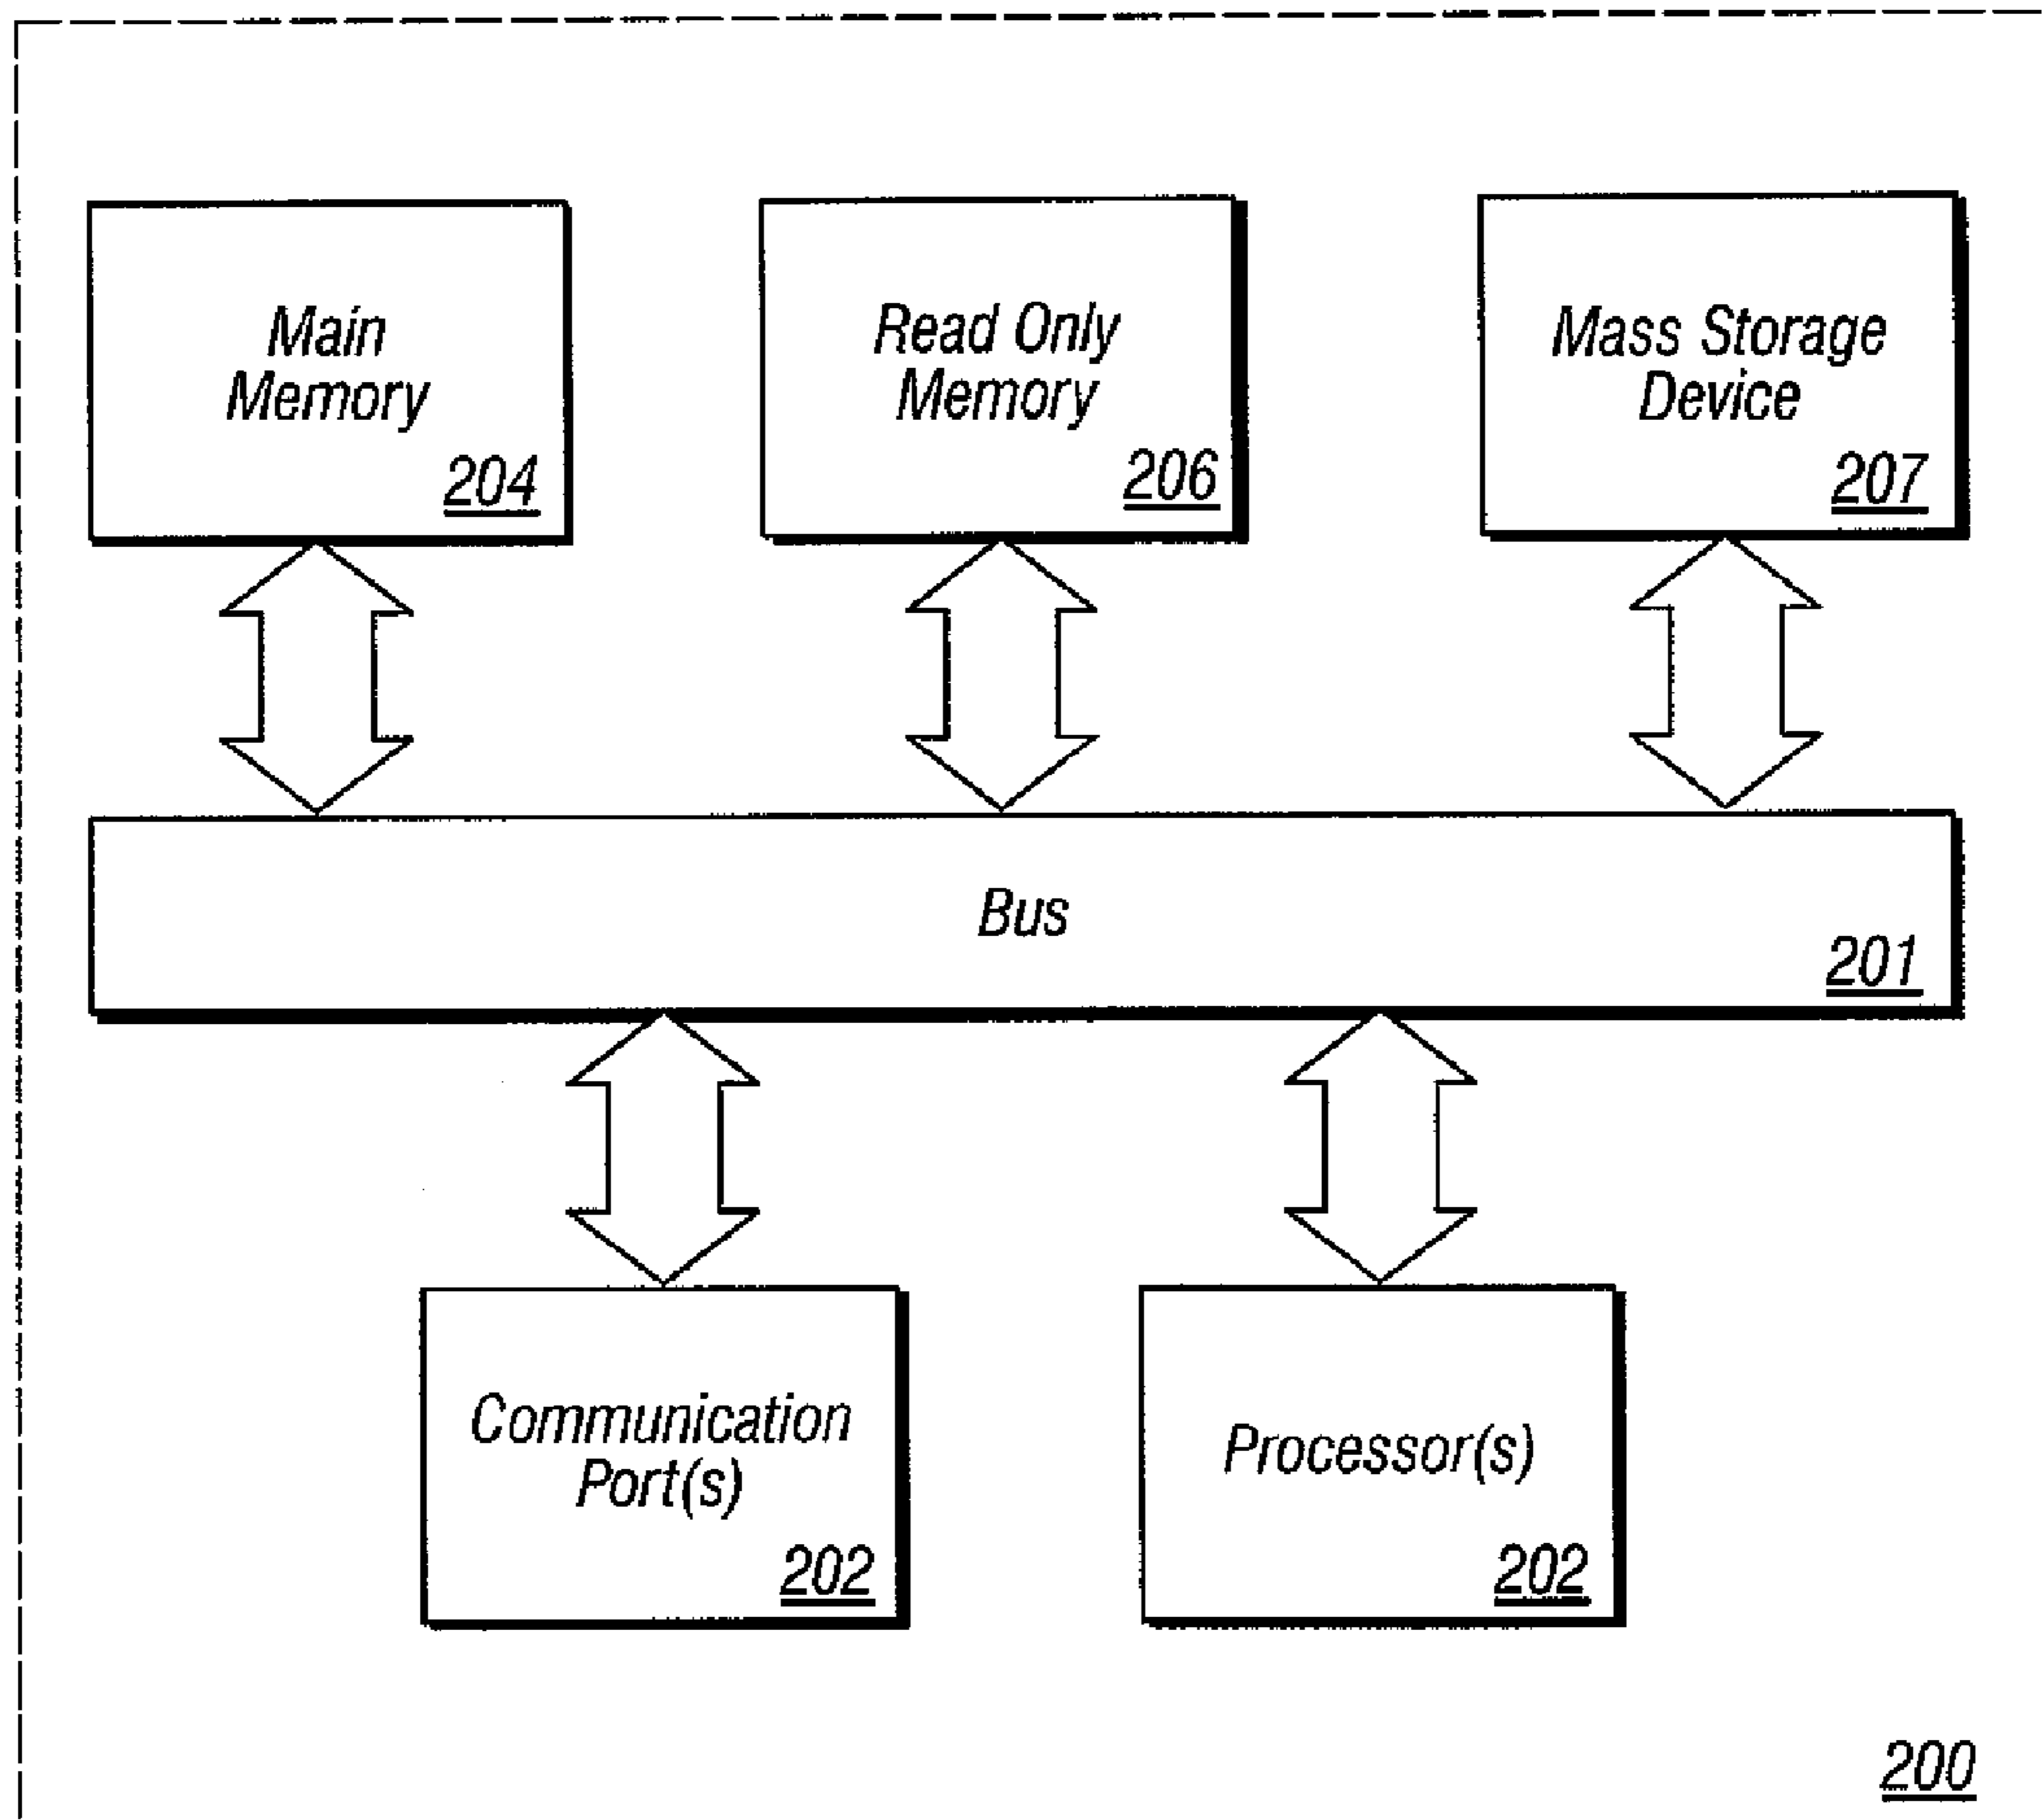 Main
Memory
204
Read Only
Memory
206
Mass Storage
Device
207
Bus
201
Communication
Port(s)
202
Processor(s)
202
200